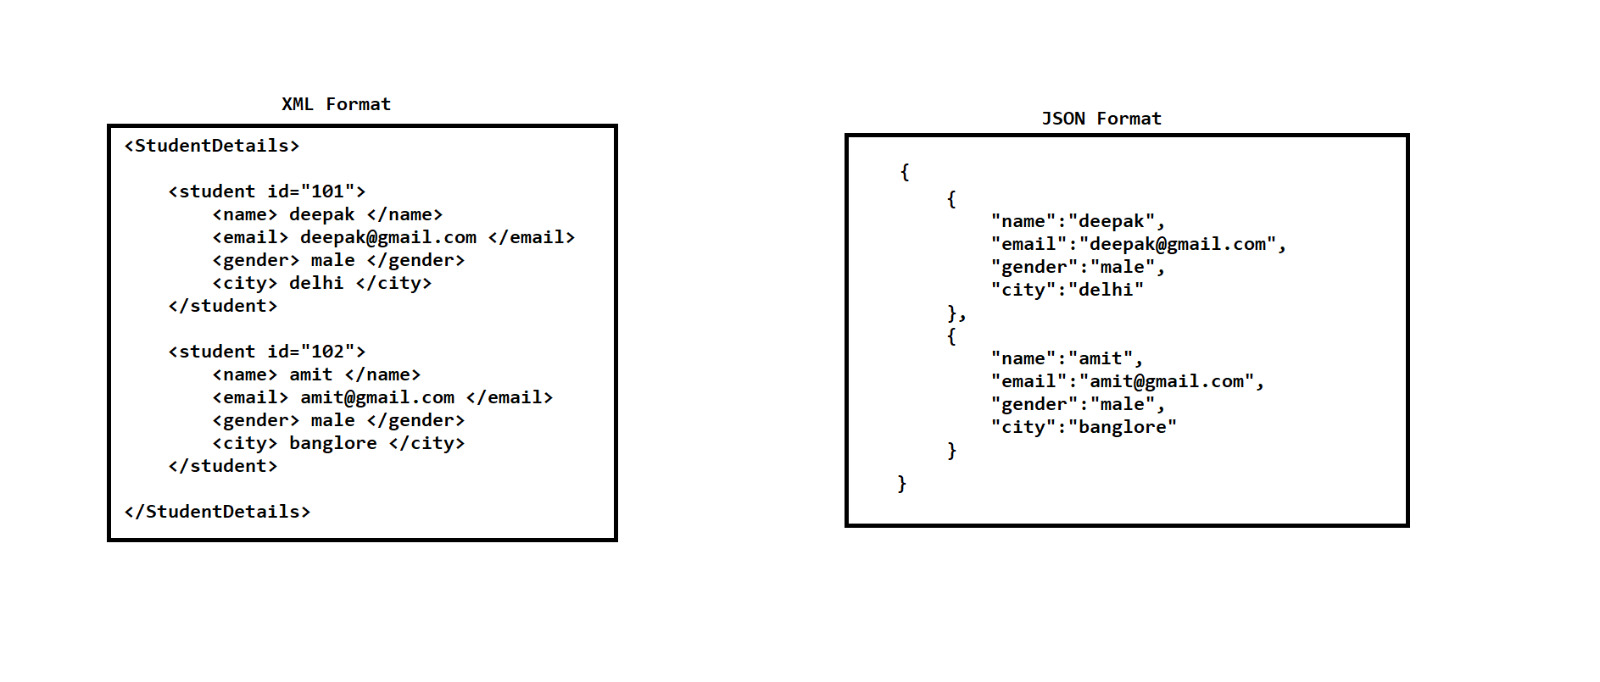 XML Format
<StudentDetails>
<student id="101">
<name> deepak </name>
<email> deepak@gmail.com </email>
<gender> male </gender>
<city> delhi </city>
</student>
<student id="102">
<name> amit </name>
<email> amit@gmail.com </email>
<gender> male </gender>
<city> banglore </city>
</student>
</StudentDetails>
JSON Format
{
{
"name":"deepak",
"email":"deepak@gmail.com",
"gender":"male",
"city":"delhi"
},
{
"name":"amit",
"email":"amit@gmail.com",
"gender":"male",
"city":"banglore"
}
}